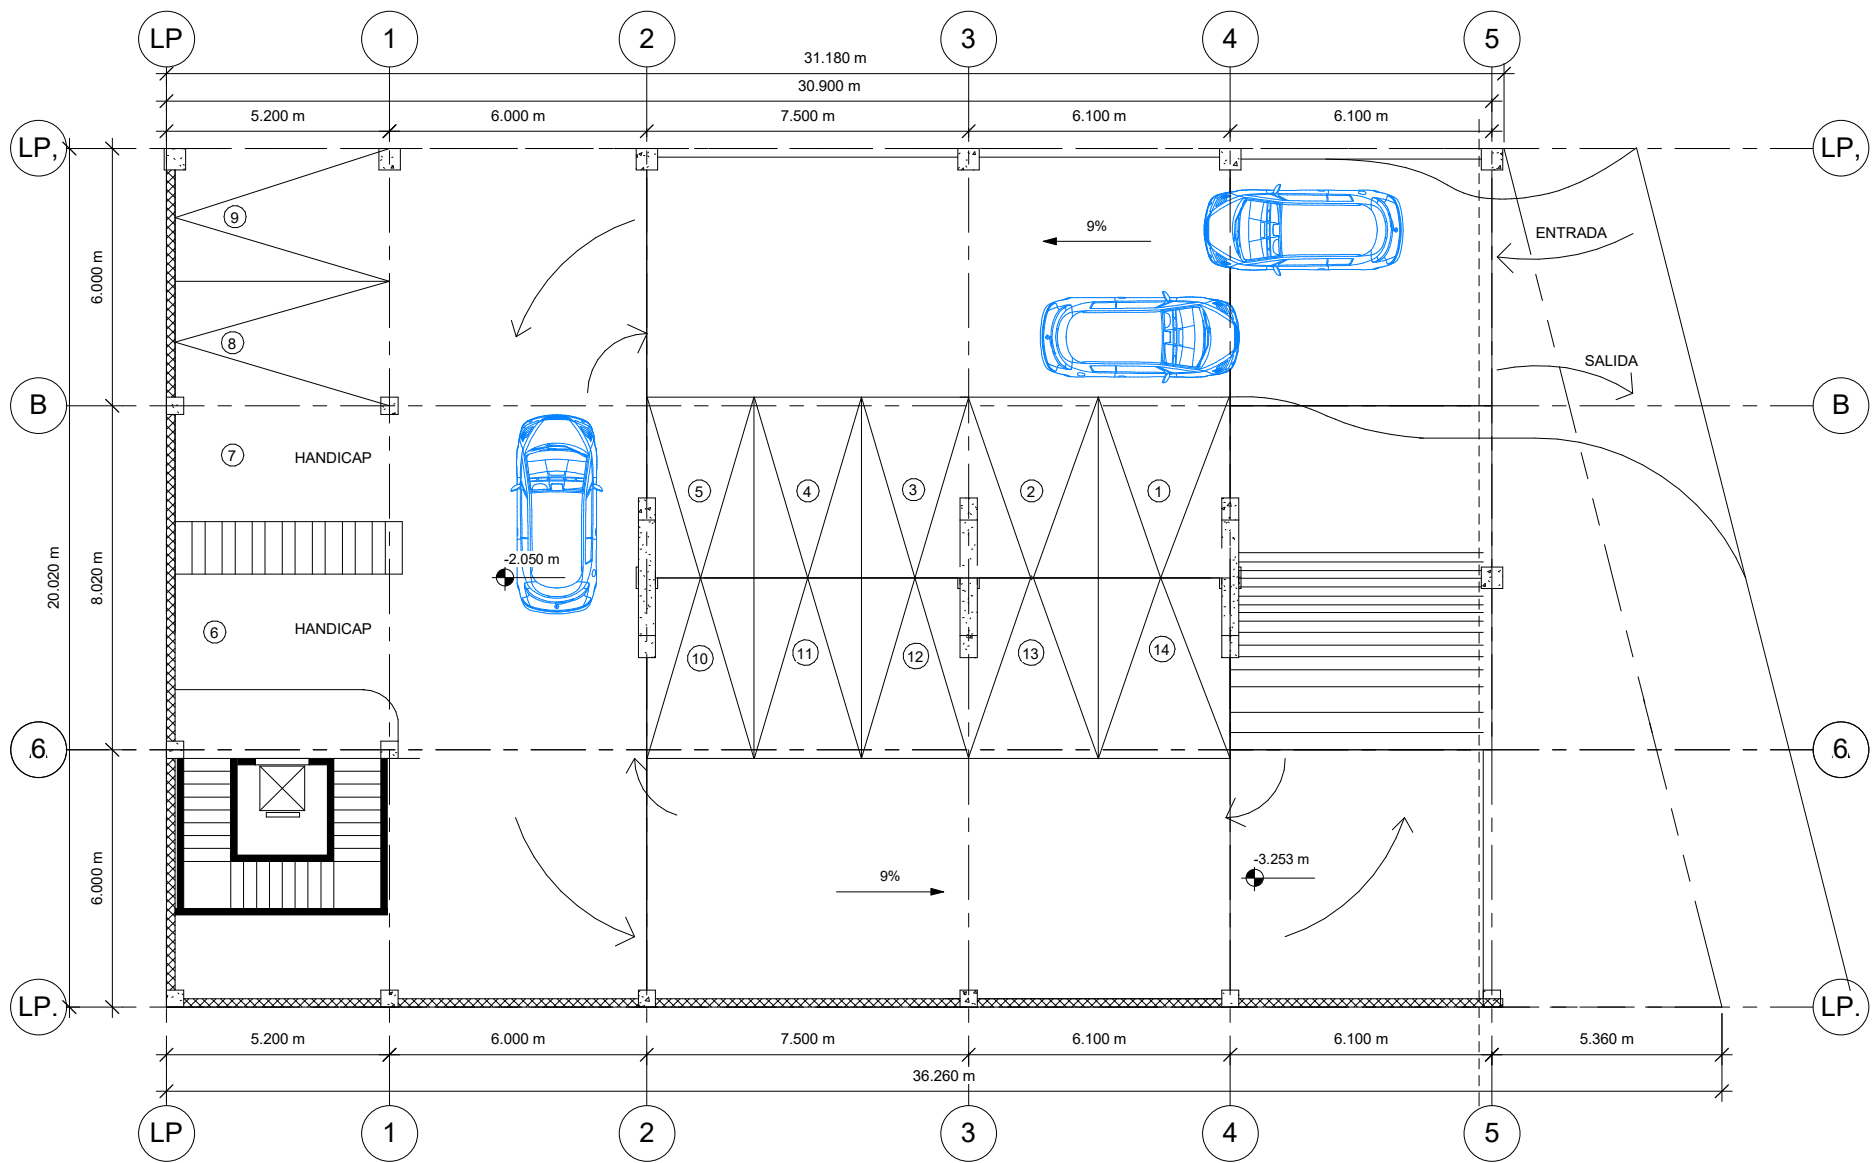 LP 1 2 3 4 5
31.180 m
30.900 m
5.200 m 6.000 m 7.500 m 6.100 m 6.100 m
LP, LP,
9
9%
ENTRADA
6.000 m
8
SALIDA
B B
7 HANDICAP
5 4 3 2 1
20.020 m
8.020 m
-2.050 m
6 HANDICAP
10 11 12 13 14
6 6
-3.253 m
9%
6.000 m
LP. LP.
5.200 m 6.000 m 7.500 m 6.100 m 6.100 m 5.360 m
36.260 m
LP 1 2 3 4 5